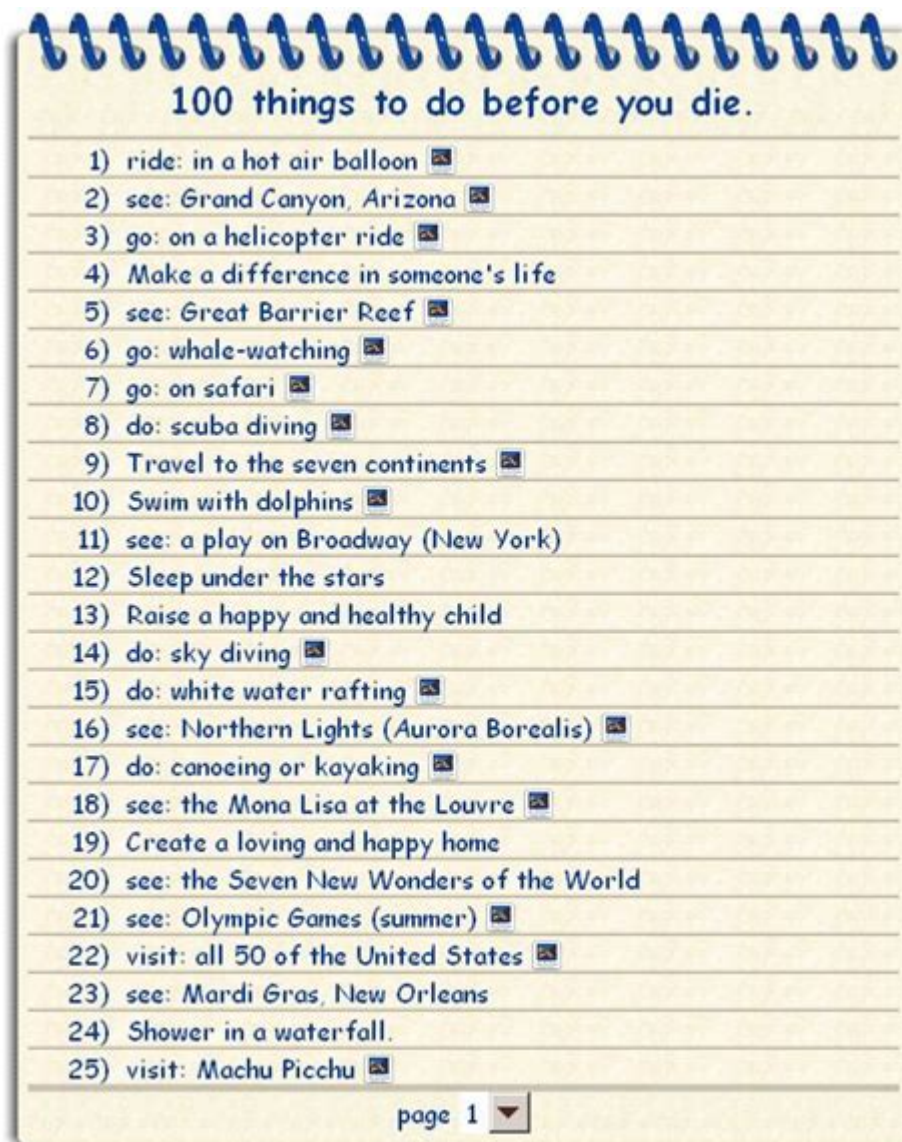 100 things to do before you die.
1) ride: in a hot air balloon
2) see: Grand Canyon, Arizona
3) go: on a helicopter ride
4) Make a difference in someone's life
5) see: Great Barrier Reef
6) go: whale-watching
7) go: on safari
8) do: scuba diving
9) Travel to the seven continents
10) Swim with dolphins
11) see: a play on Broadway (New York)
12) Sleep under the stars
13) Raise a happy and healthy child
14) do: sky diving
15) do: white water rafting
16) see: Northern Lights (Aurora Borealis)
17) do: canoeing or kayaking
18) see: the Mona Lisa at the Louvre
19) Create a loving and happy home
20) see: the Seven New Wonders of the World
21) see: Olympic Games (summer)
22) visit: all 50 of the United States
23) see: Mardi Gras, New Orleans
24) Shower in a waterfall.
25) visit: Machu Picchu
page 1